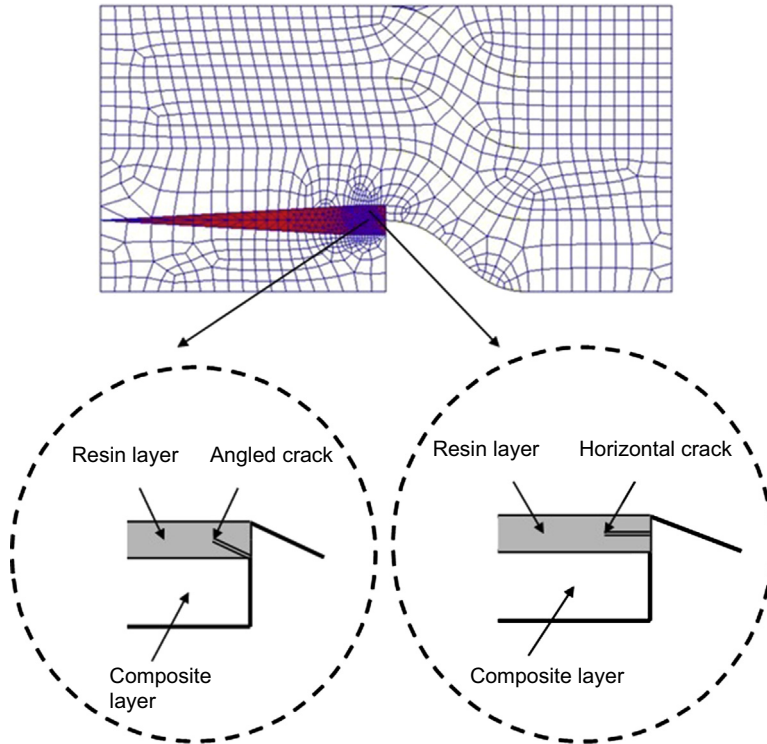 Resin layer
Angled crack
Composite
layer
Resin layer
Horizontal crack
Composite layer